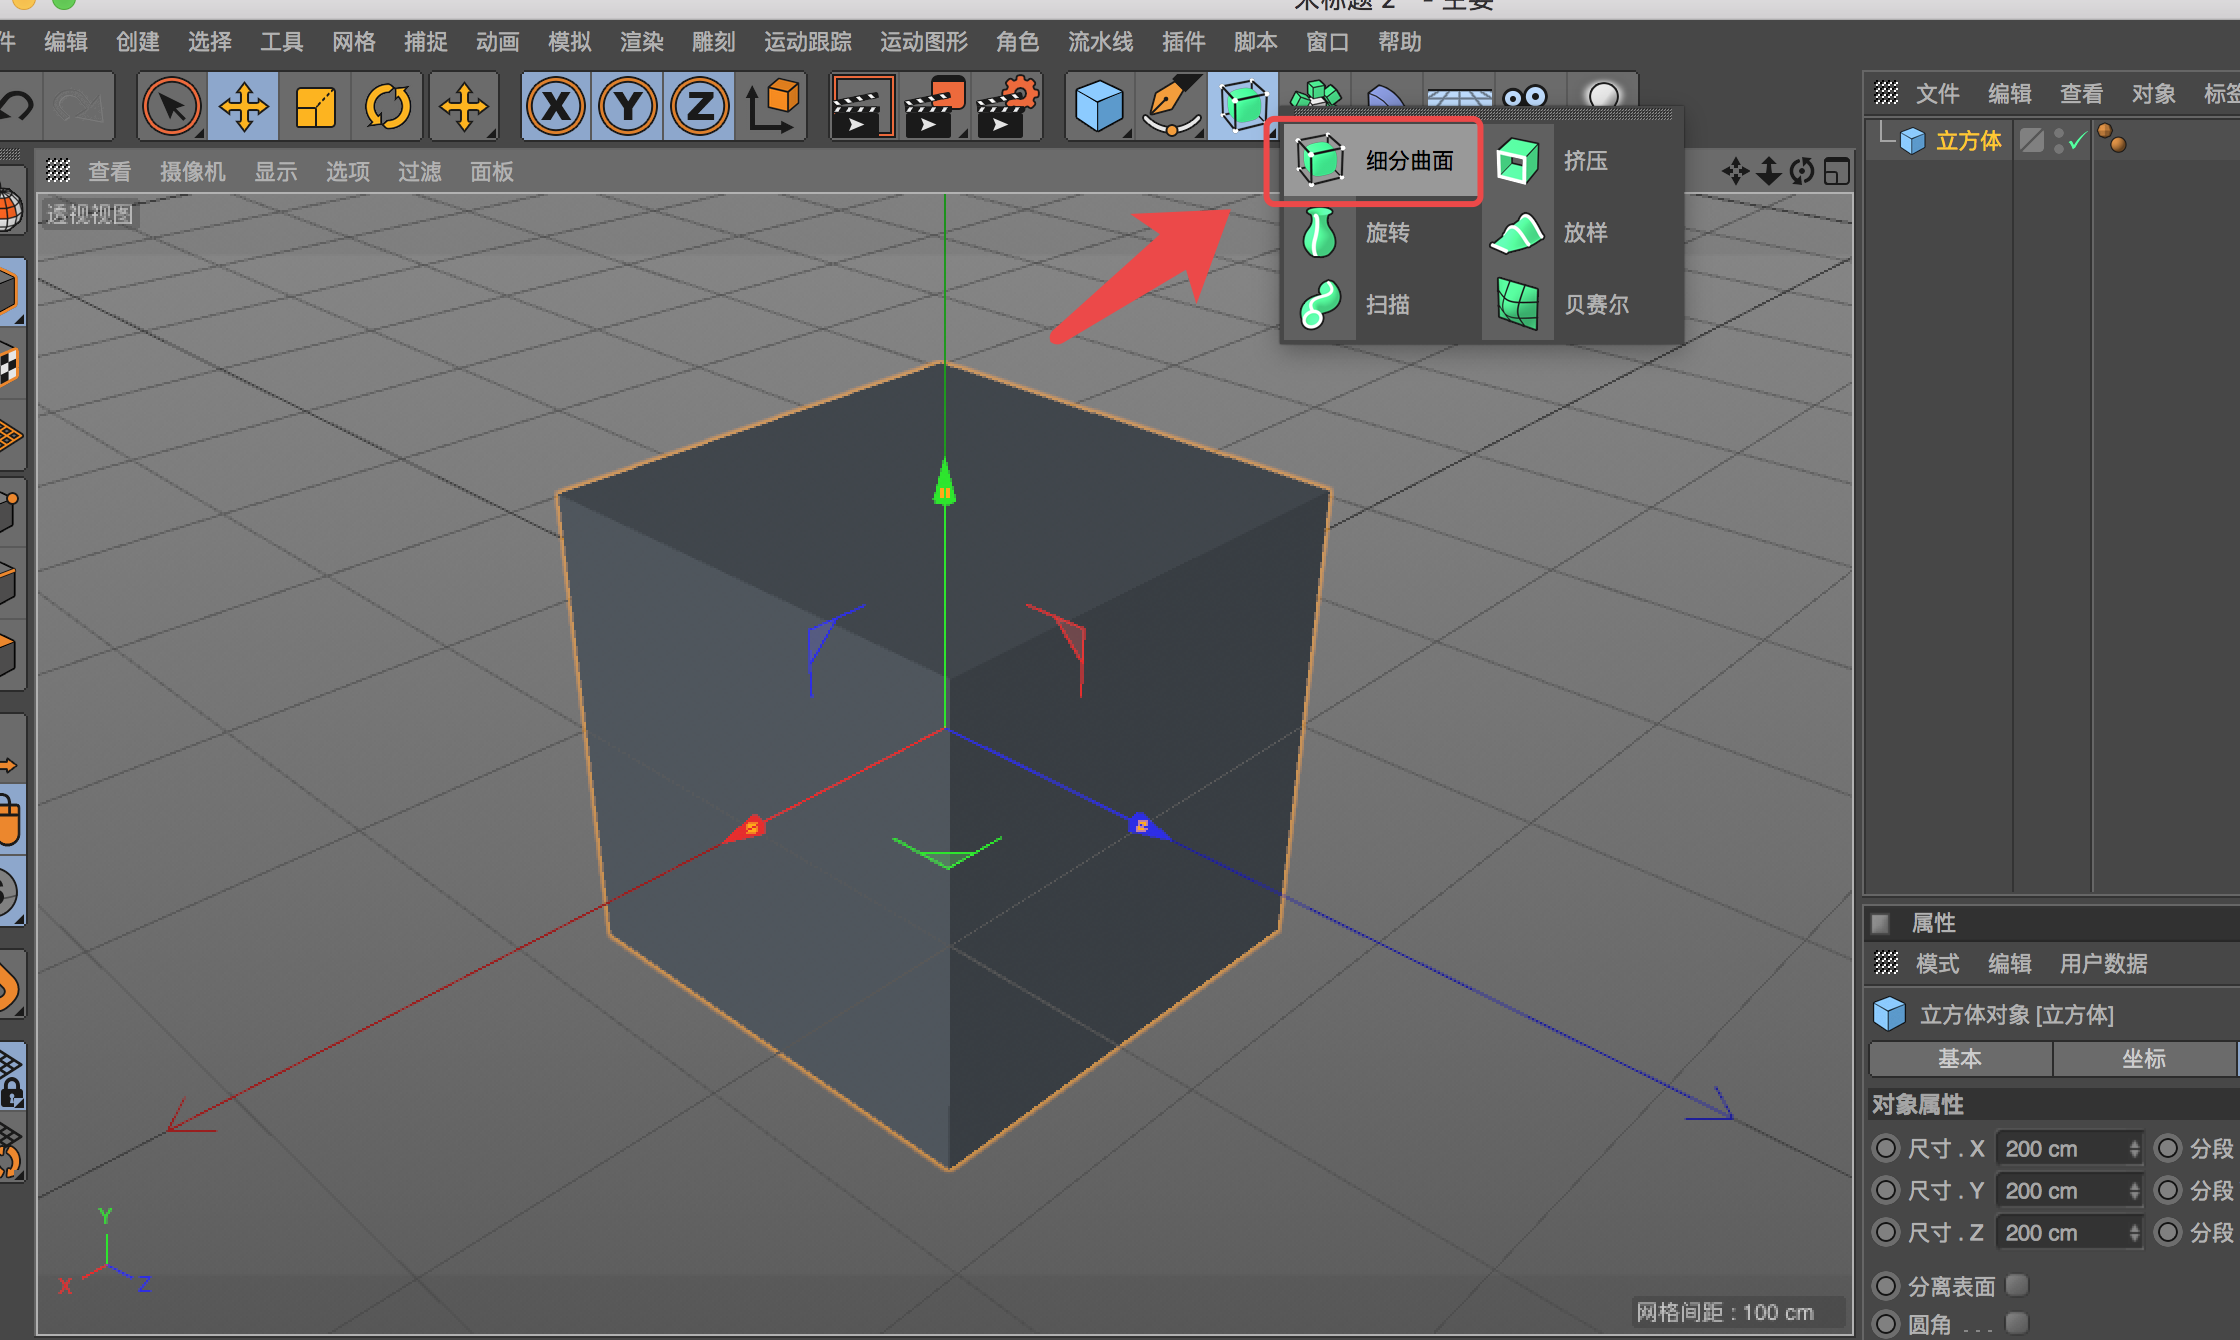 编辑 创建 选择 工具 网格 捕捉 动画 模拟 渲染 雕刻 运动跟踪 运动图形 角色 流水线 插件 脚本 窗口 帮助
X Y Z
文件 编辑 查看 对象 标签
立方体
查看 摄像机 显示 选项 过滤 面板
透视视图
细分曲面 挤压
旋转 放样
扫描 贝赛尔
属性
模式 编辑 用户数据
立方体对象 [立方体]
基本 坐标
对象属性
尺寸 . X 200 cm 分段
尺寸 . Y 200 cm 分段
尺寸 . Z 200 cm 分段
分离表面
圆角 . . . .
Y
X Z
网格间距 : 100 cm